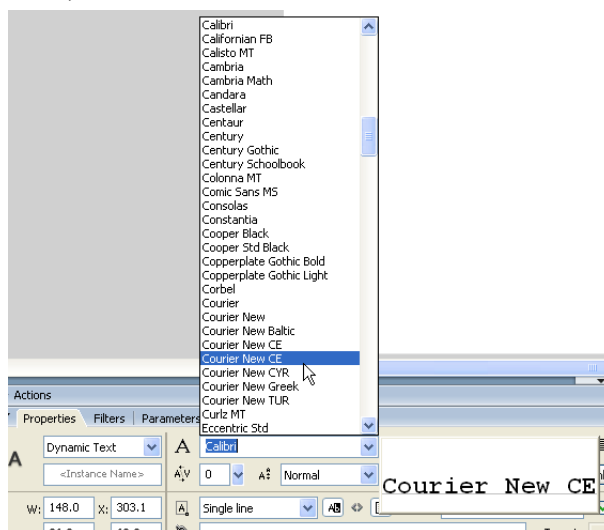 Calibri
Californian FB
Calisto MT
Cambria
Cambria Math
Candara
Castellar
Centaur
Century
Century Gothic
Century Schoolbook
Colonna MT
Comic Sans MS
Consolas
Constantia
Cooper Black
Cooper Std Black
Copperplate Gothic Bold
Copperplate Gothic Light
Corbel
Courier
Courier New
Courier New Baltic
Courier New CE
Courier New CE
Courier New CYR
Courier New Greek
Courier New TUR
Curlz MT
Eccentric Std
Actions
Properties Filters Parameters
A Dynamic Text A Calibri
<Instance Name> A V 0 A Normal
Courier New CE
W: 148.0 X: 303.1 A Single line AB